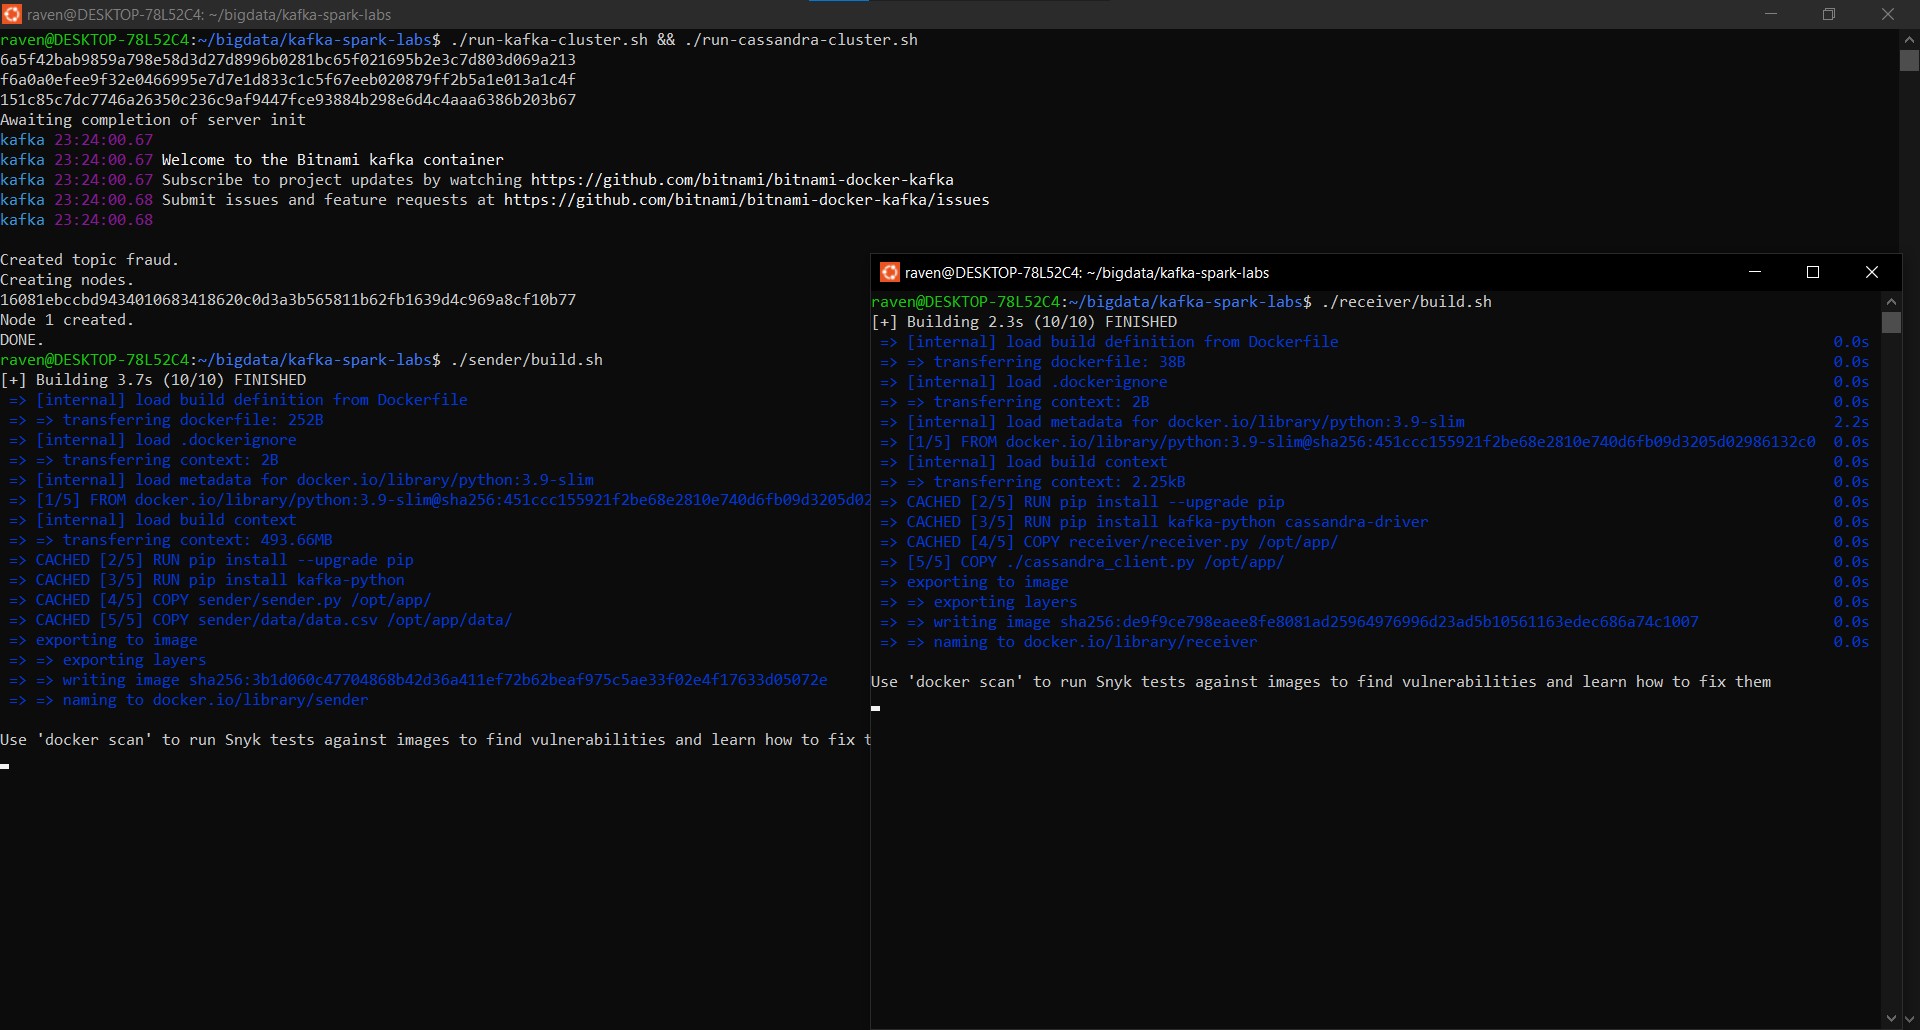 raven@DESKTOP-78L52C4: ~/bigdata/kafka-spark-labs
raven@DESKTOP-78L52C4:~/bigdata/kafka-spark-labs$ ./run-kafka-cluster.sh && ./run-cassandra-cluster.sh
6a5f42bab9859a798e58d3d27d8996b0281bc65f021695b2e3c7d803d069a213
f6a0a0efee9f32e0466995e7d7e1d833c1c5f67eeb020879ff2b5a1e013a1c4f
151c85c7dc7746a26350c236c9af9447fce93884b298e6d4c4aaa6386b203b67
Awaiting completion of server init
kafka 23:24:00.67
kafka 23:24:00.67 Welcome to the Bitnami kafka container
kafka 23:24:00.67 Subscribe to project updates by watching https://github.com/bitnami/bitnami-docker-kafka
kafka 23:24:00.68 Submit issues and feature requests at https://github.com/bitnami/bitnami-docker-kafka/issues
kafka 23:24:00.68
Created topic fraud.
Creating nodes.
16081ebccbd9434010683418620c0d3a3b565811b62fb1639d4c969a8cf10b77
Node 1 created.
DONE.
raven@DESKTOP-78L52C4:~/bigdata/kafka-spark-labs$ ./sender/build.sh
[+] Building 3.7s (10/10) FINISHED
=> [internal] load build definition from Dockerfile
=> => transferring dockerfile: 252B
=> [internal] load .dockerignore
=> => transferring context: 2B
=> [internal] load metadata for docker.io/library/python:3.9-slim
=> [1/5] FROM docker.io/library/python:3.9-slim@sha256:451ccc155921f2be68e2810e740d6fb09d3205d02
=> [internal] load build context
=> => transferring context: 493.66MB
=> CACHED [2/5] RUN pip install --upgrade pip
=> CACHED [3/5] RUN pip install kafka-python
=> CACHED [4/5] COPY sender/sender.py /opt/app/
=> CACHED [5/5] COPY sender/data/data.csv /opt/app/data/
=> exporting to image
=> => exporting layers
=> => writing image sha256:3b1d060c47704868b42d36a411ef72b62beaf975c5ae33f02e4f17633d05072e
=> => naming to docker.io/library/sender
Use 'docker scan' to run Snyk tests against images to find vulnerabilities and learn how to fix t
raven@DESKTOP-78L52C4: ~/bigdata/kafka-spark-labs
raven@DESKTOP-78L52C4:~/bigdata/kafka-spark-labs$ ./receiver/build.sh
[+] Building 2.3s (10/10) FINISHED
=> [internal] load build definition from Dockerfile 0.0s
=> => transferring dockerfile: 38B 0.0s
=> [internal] load .dockerignore 0.0s
=> => transferring context: 2B 0.0s
=> [internal] load metadata for docker.io/library/python:3.9-slim 2.2s
=> [1/5] FROM docker.io/library/python:3.9-slim@sha256:451ccc155921f2be68e2810e740d6fb09d3205d02986132c0 0.0s
=> [internal] load build context 0.0s
=> => transferring context: 2.25kB 0.0s
=> CACHED [2/5] RUN pip install --upgrade pip 0.0s
=> CACHED [3/5] RUN pip install kafka-python cassandra-driver 0.0s
=> CACHED [4/5] COPY receiver/receiver.py /opt/app/ 0.0s
=> [5/5] COPY ./cassandra_client.py /opt/app/ 0.0s
=> exporting to image 0.0s
=> => exporting layers 0.0s
=> => writing image sha256:de9f9ce798eaee8fe8081ad25964976996d23ad5b10561163edec686a74c1007 0.0s
=> => naming to docker.io/library/receiver 0.0s
Use 'docker scan' to run Snyk tests against images to find vulnerabilities and learn how to fix them